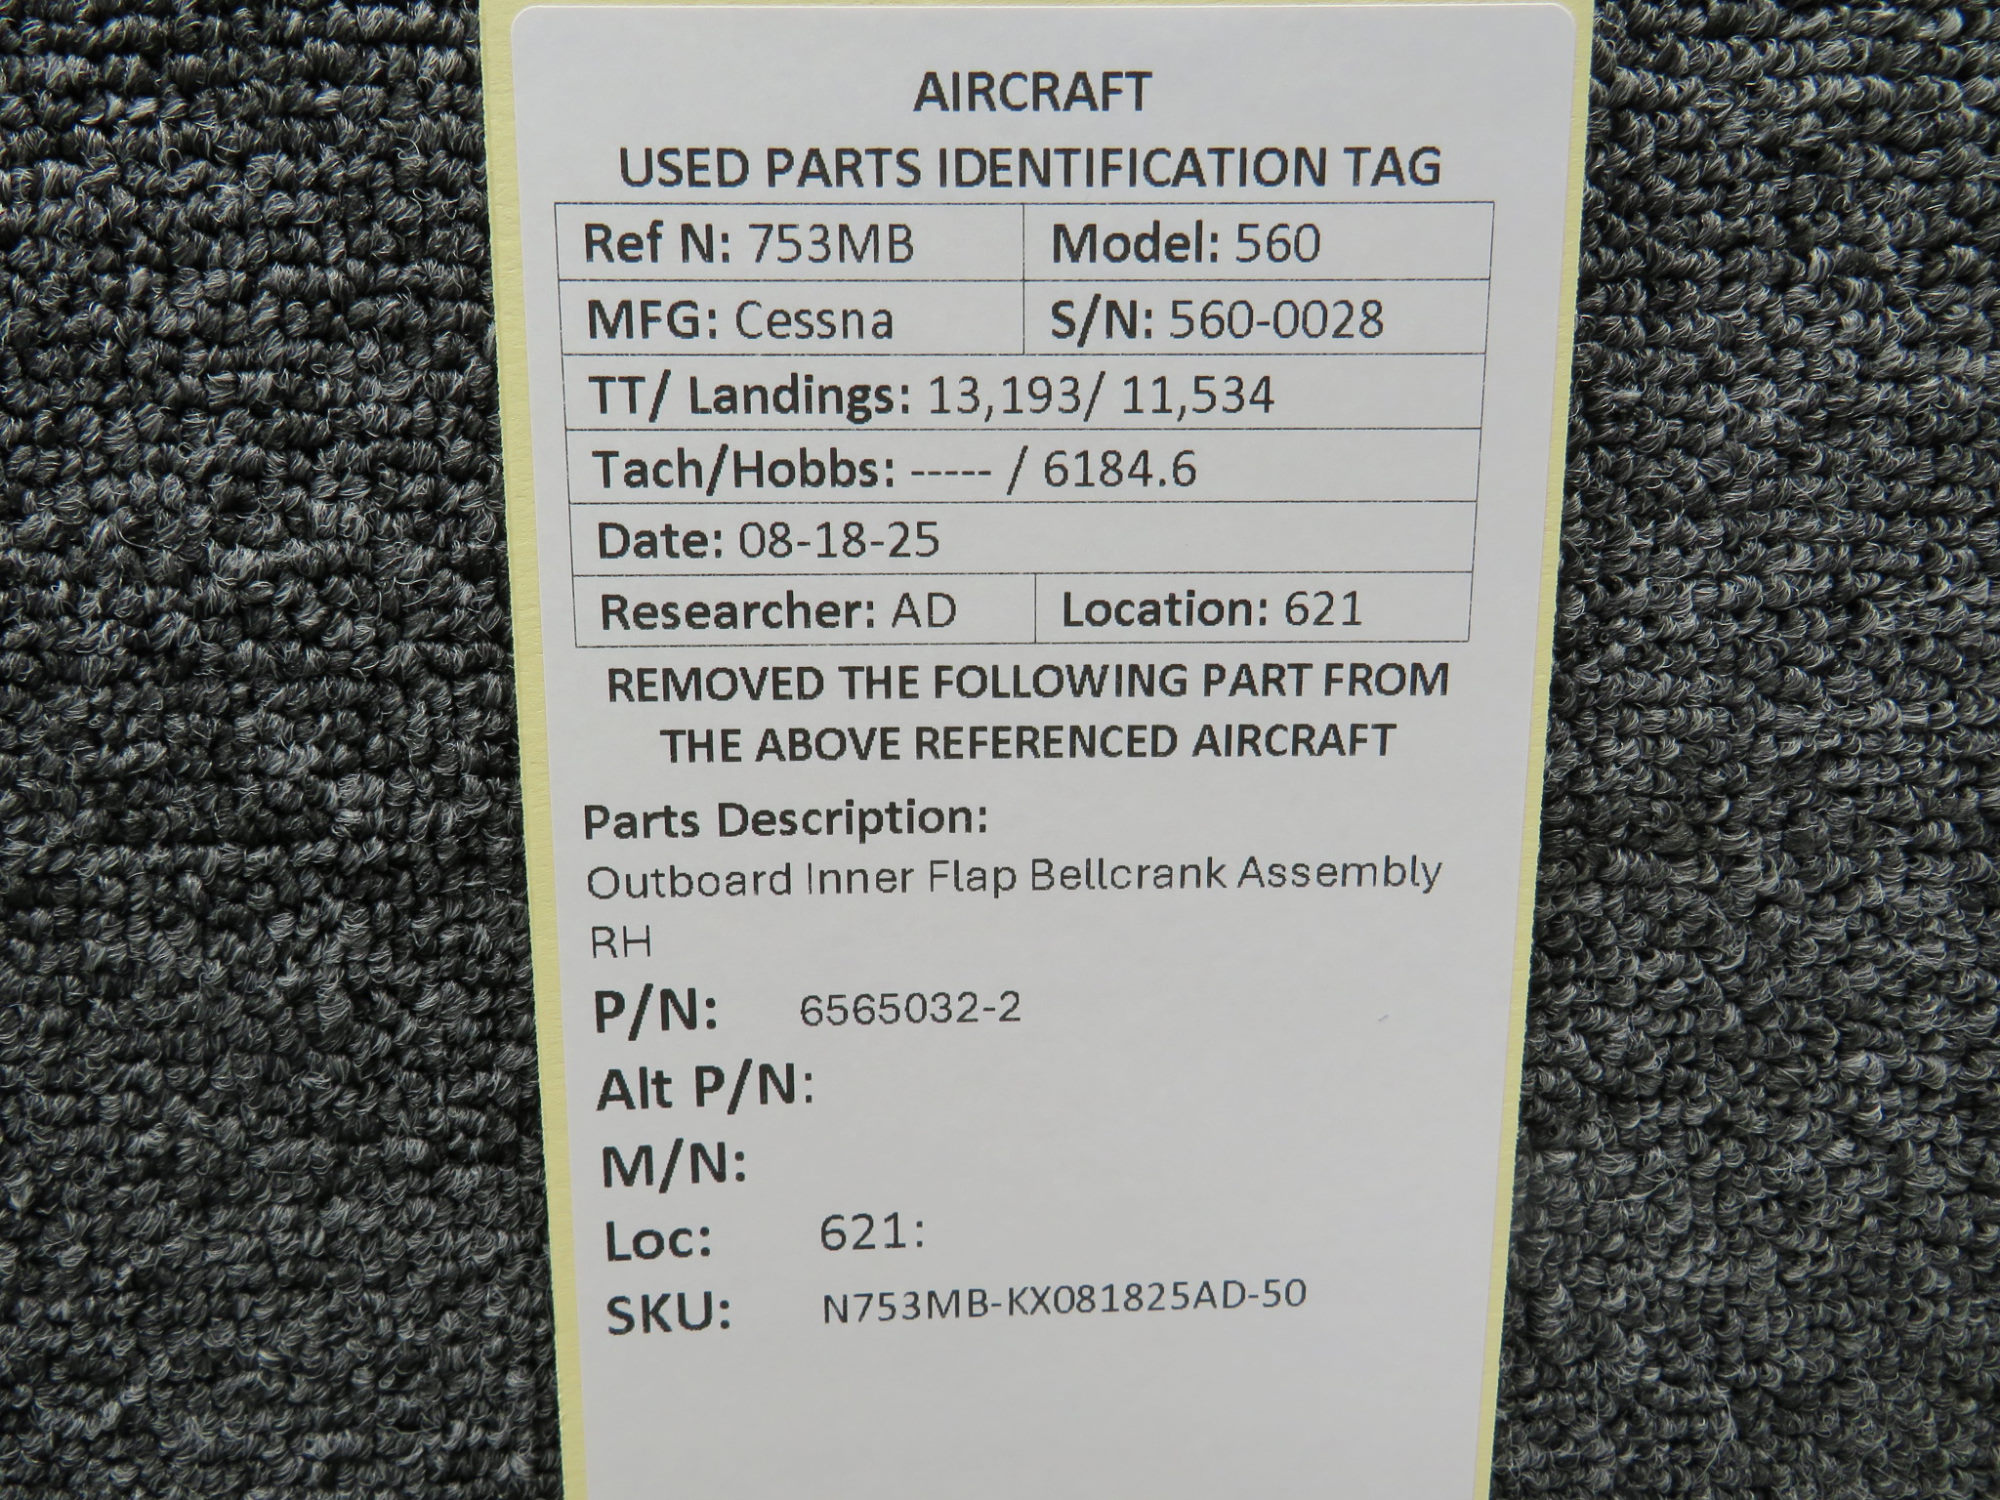 AIRCRAFT
USED PARTS IDENTIFICATION TAG
Ref N: 753MB Model: 560
MFG: Cessna S/N: 560-0028
TT/ Landings: 13,193/ 11,534
Tach/Hobbs: ----- / 6184.6
Date: 08-18-25
Researcher: AD Location: 621
REMOVED THE FOLLOWING PART FROM
THE ABOVE REFERENCED AIRCRAFT
Parts Description:
Outboard Inner Flap Bellcrank Assembly
RH
P/N: 6565032-2
Alt P/N:
M/N:
Loc: 621:
SKU: N753MB-KX081825AD-50